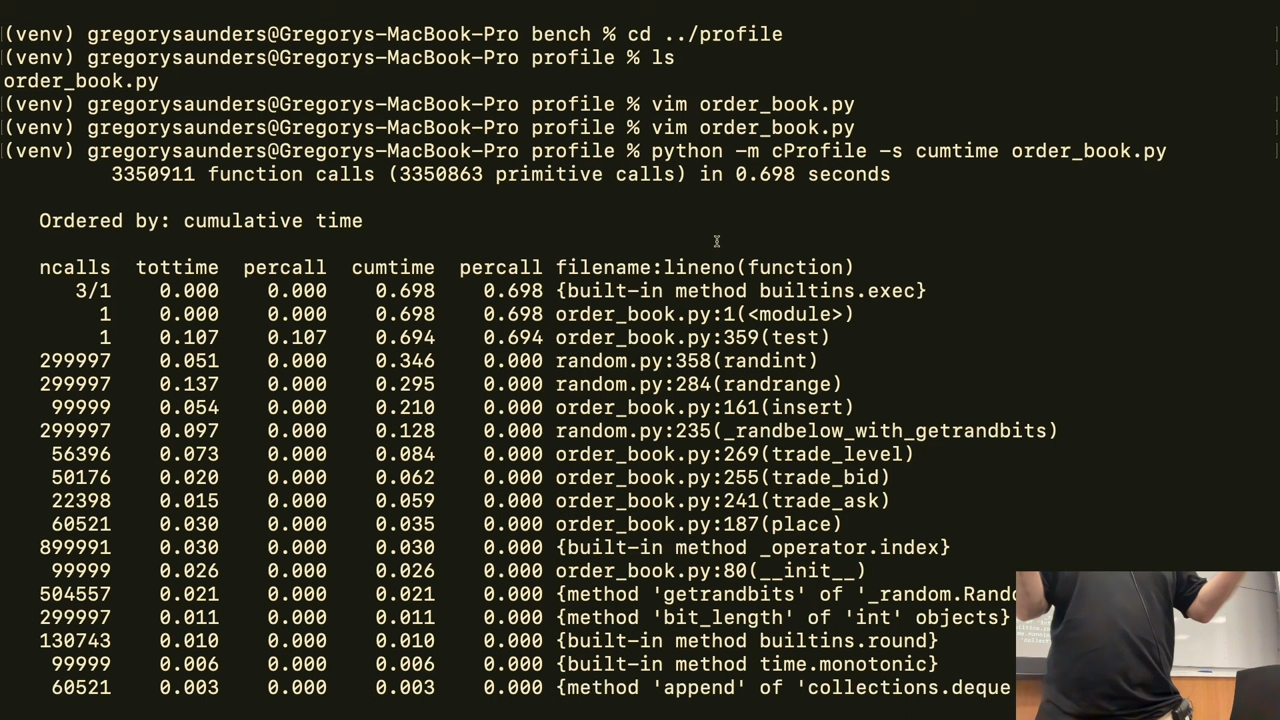 (venv) gregorysaunders@Gregorys-MacBook-Pro bench % cd ../profile
(venv) gregorysaunders@Gregorys-MacBook-Pro profile % ls
order_book.py
(venv) gregorysaunders@Gregorys-MacBook-Pro profile % vim order_book.py
(venv) gregorysaunders@Gregorys-MacBook-Pro profile % vim order_book.py
(venv) gregorysaunders@Gregorys-MacBook-Pro profile % python -m cProfile -s cumtime order_book.py
3350911 function calls (3350863 primitive calls) in 0.698 seconds
Ordered by: cumulative time
ncalls tottime percall cumtime percall filename:lineno(function)
3/1 0.000 0.000 0.698 0.698 {built-in method builtins.exec}
1 0.000 0.000 0.698 0.698 order_book.py:1(<module>)
1 0.107 0.107 0.694 0.694 order_book.py:359(test)
299997 0.051 0.000 0.346 0.000 random.py:358(randint)
299997 0.137 0.000 0.295 0.000 random.py:284(randrange)
99999 0.054 0.000 0.210 0.000 order_book.py:161(insert)
299997 0.097 0.000 0.128 0.000 random.py:235(_randbelow_with_getrandbits)
56396 0.073 0.000 0.084 0.000 order_book.py:269(trade_level)
50176 0.020 0.000 0.062 0.000 order_book.py:255(trade_bid)
22398 0.015 0.000 0.059 0.000 order_book.py:241(trade_ask)
60521 0.030 0.000 0.035 0.000 order_book.py:187(place)
899991 0.030 0.000 0.030 0.000 {built-in method _operator.index}
99999 0.026 0.000 0.026 0.000 order_book.py:80(__init__)
504557 0.021 0.000 0.021 0.000 {method 'getrandbits' of '_random.Rando
299997 0.011 0.000 0.011 0.000 {method 'bit_length' of 'int' objects}
130743 0.010 0.000 0.010 0.000 {built-in method builtins.round}
99999 0.006 0.000 0.006 0.000 {built-in method time.monotonic}
60521 0.003 0.000 0.003 0.000 {method 'append' of 'collections.deque